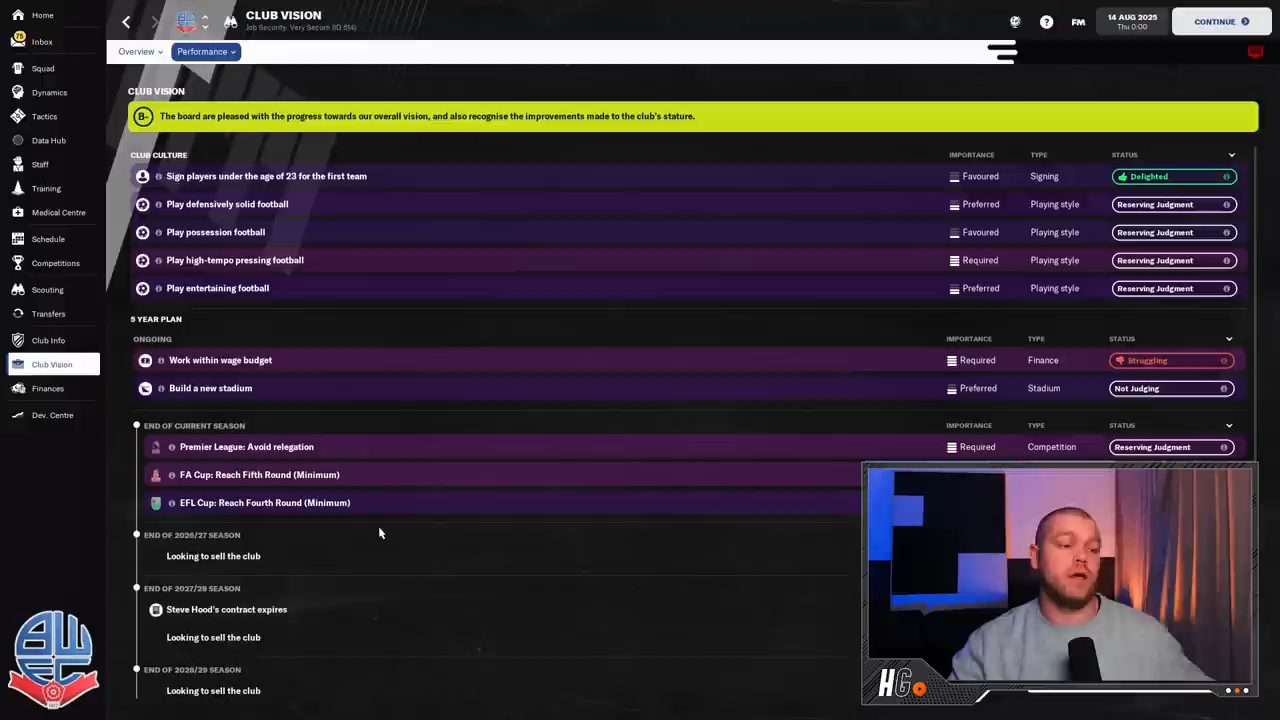 Home
75
Inbox
Squad
Dynamics
Tactics
Data Hub
Staff
Training
Medical Centre
Schedule
Competitions
Scouting
Transfers
Club Info
Club Vision
Finances
Dev. Centre
CLUB VISION
Job Security: Very Secure (ID:614)
?
FM
14 AUG 2025
Thu 0:00
CONTINUE
Overview
Performance
CLUB VISION
B- The board are pleased with the progress towards our overall vision, and also recognise the improvements made to the club's stature.
CLUB CULTURE IMPORTANCE TYPE STATUS
Sign players under the age of 23 for the first team Favoured Signing Delighted
Play defensively solid football Preferred Playing style Reserving Judgment
Play possession football Favoured Playing style Reserving Judgment
Play high-tempo pressing football Required Playing style Reserving Judgment
Play entertaining football Preferred Playing style Reserving Judgment
5 YEAR PLAN
ONGOING IMPORTANCE TYPE STATUS
Work within wage budget Required Finance Struggling
Build a new stadium Preferred Stadium Not Judging
END OF CURRENT SEASON IMPORTANCE TYPE STATUS
Premier League: Avoid relegation Required Competition Reserving Judgment
FA Cup: Reach Fifth Round (Minimum)
EFL Cup: Reach Fourth Round (Minimum)
END OF 2026/27 SEASON
Looking to sell the club
END OF 2027/28 SEASON
Steve Hood's contract expires
Looking to sell the club
END OF 2028/29 SEASON
Looking to sell the club
HG